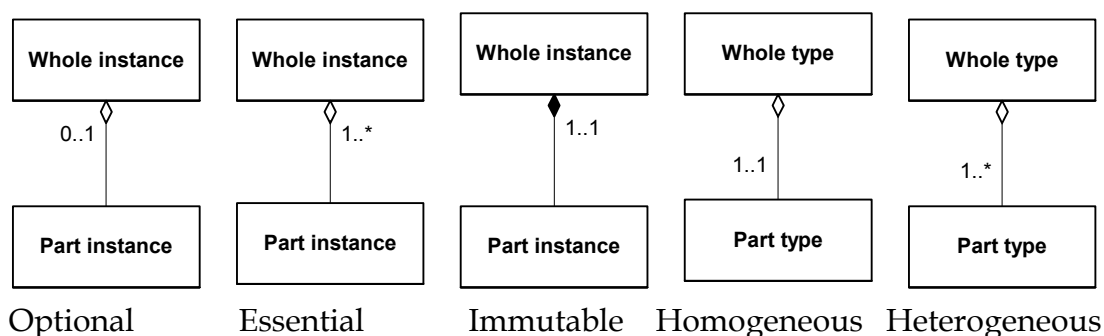 Whole instance
Whole instance
Whole instance
Whole type
Whole type
0..1
1..*
1..1
1..1
1..*
Part instance
Part instance
Part instance
Part type
Part type
Optional Essential Immutable Homogeneous Heterogeneous